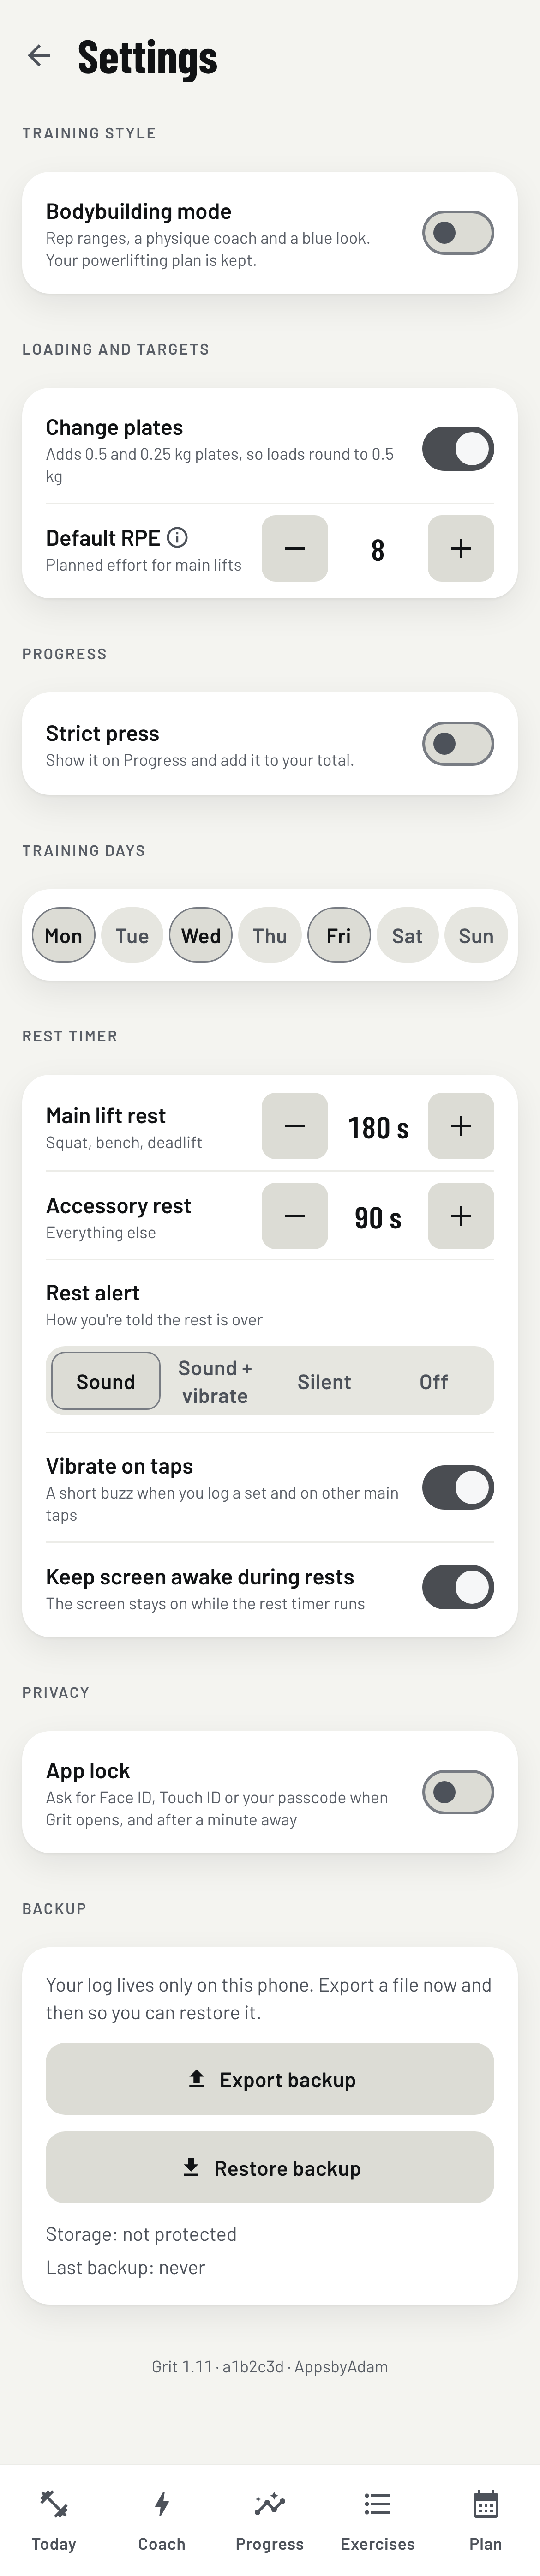 Settings
TRAINING STYLE
Bodybuilding mode
Rep ranges, a physique coach and a blue look.
Your powerlifting plan is kept.
LOADING AND TARGETS
Change plates
Adds 0.5 and 0.25 kg plates, so loads round to 0.5
kg
Default RPE
Planned effort for main lifts
8
PROGRESS
Strict press
Show it on Progress and add it to your total.
TRAINING DAYS
Mon Tue Wed Thu Fri Sat Sun
REST TIMER
Main lift rest
Squat, bench, deadlift
180 s
Accessory rest
Everything else
90 s
Rest alert
How you're told the rest is over
Sound
Sound +
vibrate
Silent
Off
Vibrate on taps
A short buzz when you log a set and on other main
taps
Keep screen awake during rests
The screen stays on while the rest timer runs
PRIVACY
App lock
Ask for Face ID, Touch ID or your passcode when
Grit opens, and after a minute away
BACKUP
Your log lives only on this phone. Export a file now and
then so you can restore it.
Export backup
Restore backup
Storage: not protected
Last backup: never
Grit 1.11 · a1b2c3d · AppsbyAdam
Today Coach Progress Exercises Plan